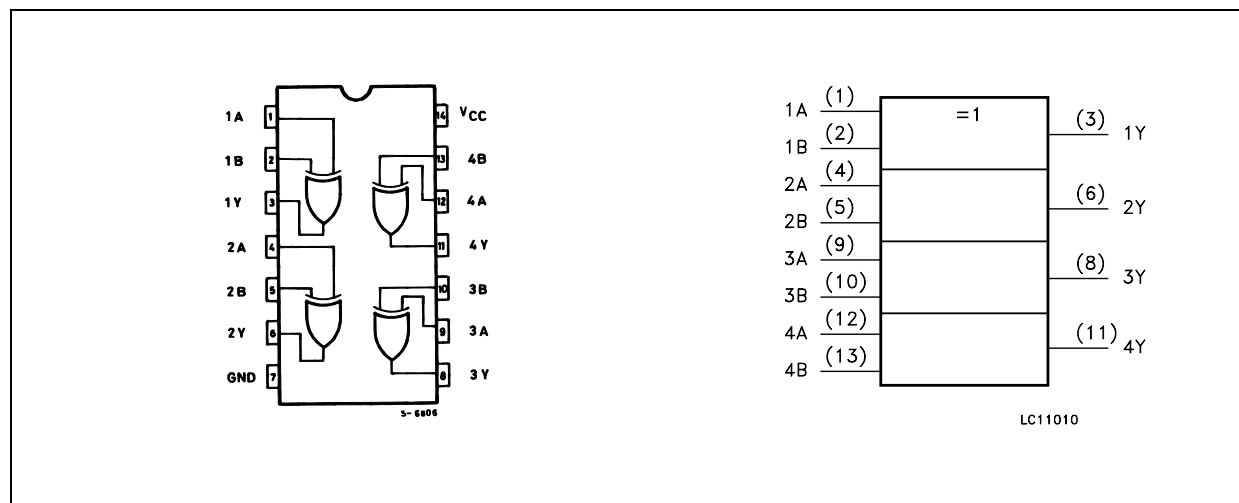 1A 1 14 VCC
1B 2 13 4B
1Y 3 12 4A
2A 4 11 4Y
2B 5 10 3B
2Y 6 9 3A
GND 7 8 3Y
S-6806
=1
1A (1)
1B (2)
2A (4)
2B (5)
3A (9)
3B (10)
4A (12)
4B (13)
(3) 1Y
(6) 2Y
(8) 3Y
(11) 4Y
LC11010